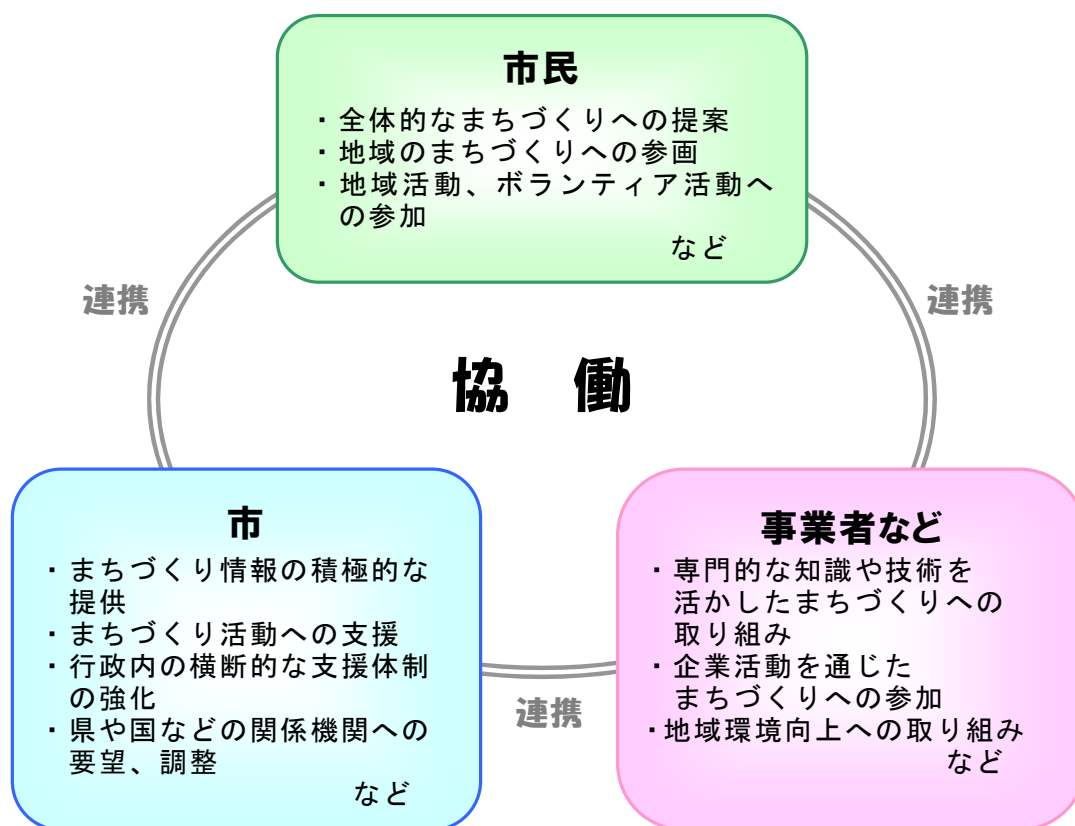 市民
・全体的なまちづくりへの提案
・地域のまちづくりへの参画
・地域活動、ボランティア活動へ
の参加
など
連携
連携
協 働
市
・まちづくり情報の積極的な
提供
・まちづくり活動への支援
・行政内の横断的な支援体制
の強化
・県や国などの関係機関への
要望、調整
など
事業者など
・専門的な知識や技術を
活かしたまちづくりへの
取り組み
・企業活動を通じた
まちづくりへの参加
・地域環境向上への取り組み
など
連携